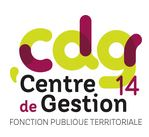 cdg
Centre 14
de Gestion
FONCTION PUBLIQUE TERRITORIALE